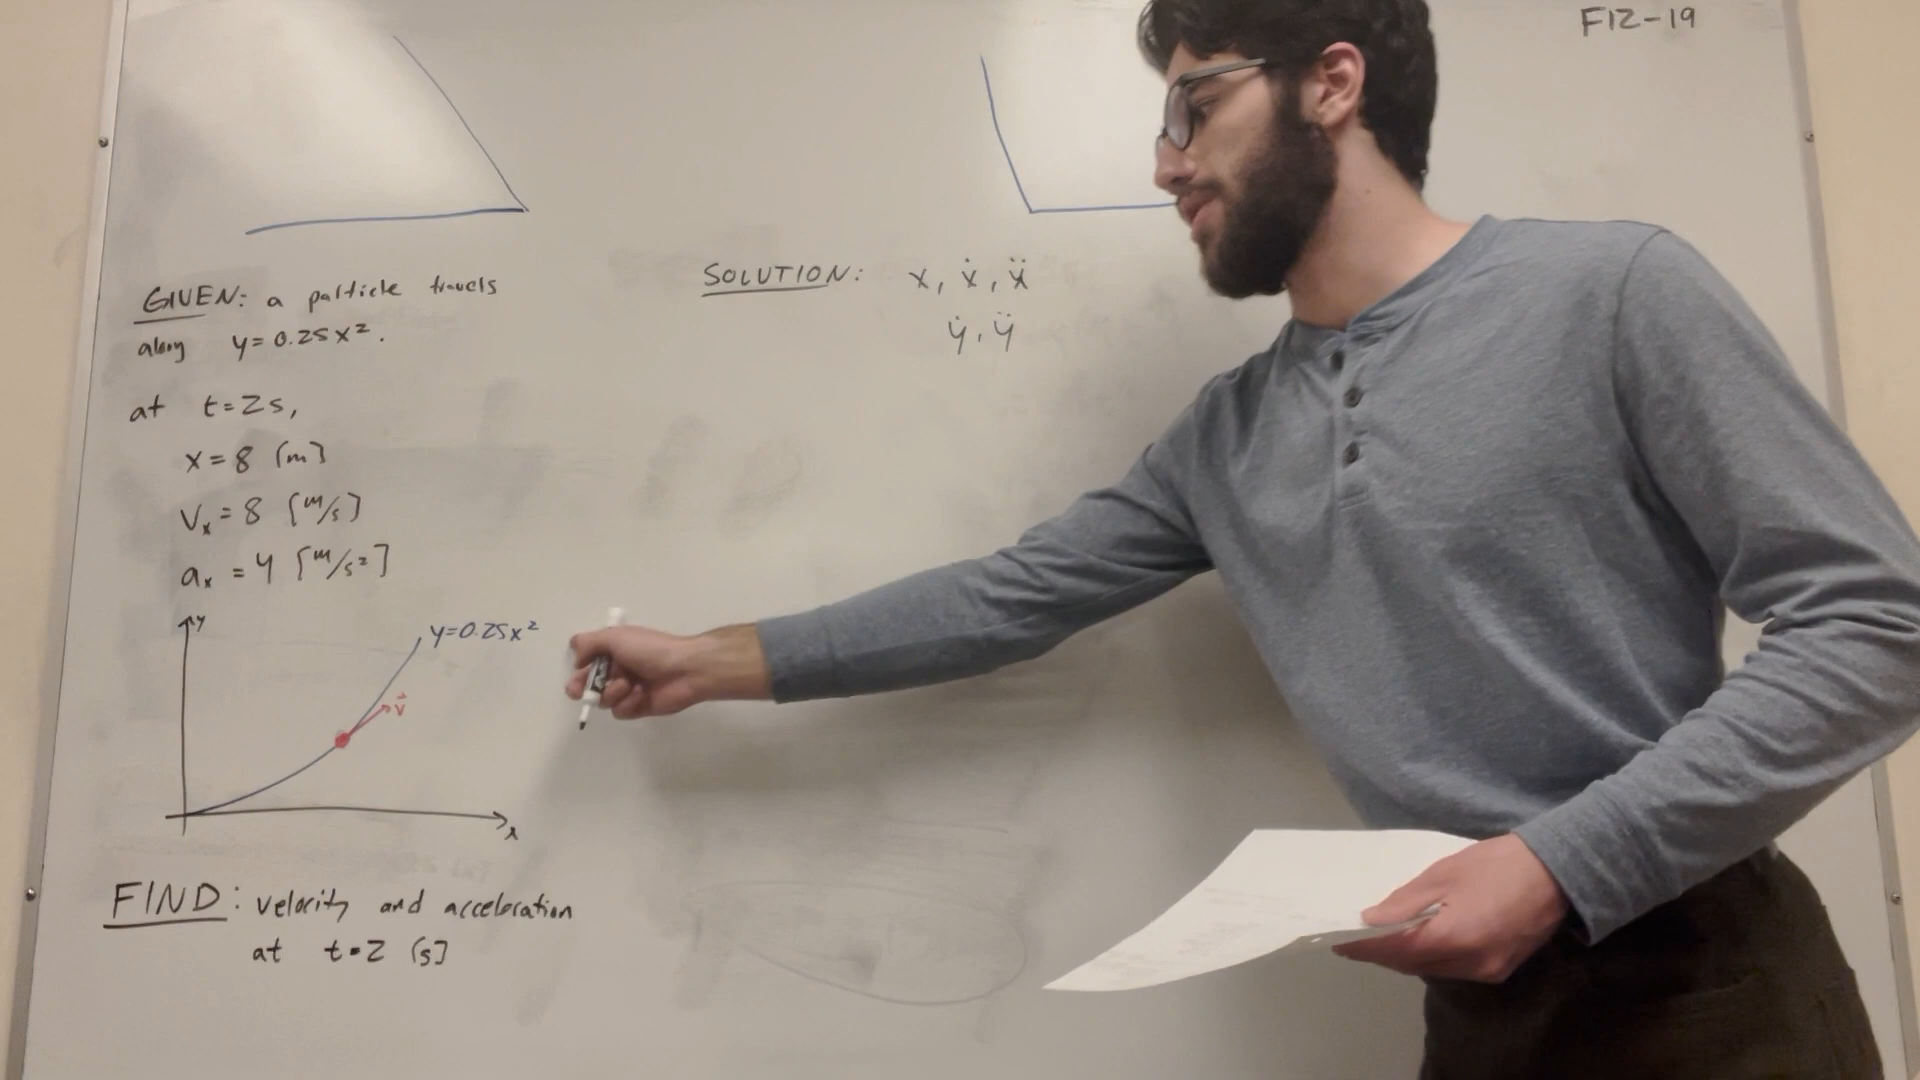 F12-19
GIVEN: a particle travels
along y=0.25x².
at t=2s,
x=8 [m]
Vₓ=8 [m/s]
aₓ=4 [m/s²]
y
y=0.25x²
v⃗
x
FIND: velocity and acceleration
at t=2 [s]
SOLUTION: x, ẋ, ẍ
ẏ, ÿ